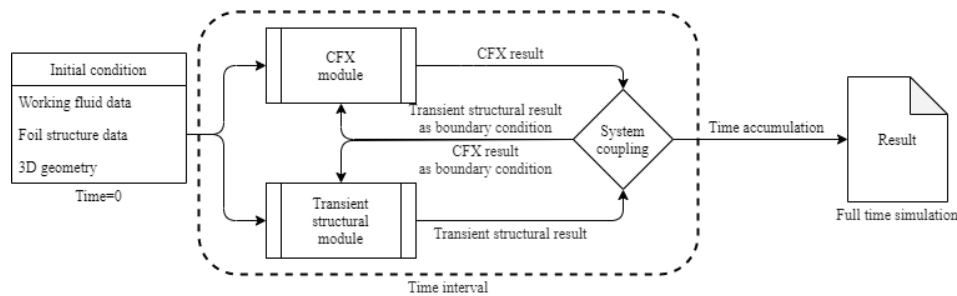 Initial condition
Working fluid data
Foil structure data
3D geometry
Time=0
CFX
module
CFX result
Transient structural result
as boundary condition
CFX result
as boundary condition
System
coupling
Transient
structural
module
Transient structural result
Time interval
Time accumulation
Result
Full time simulation